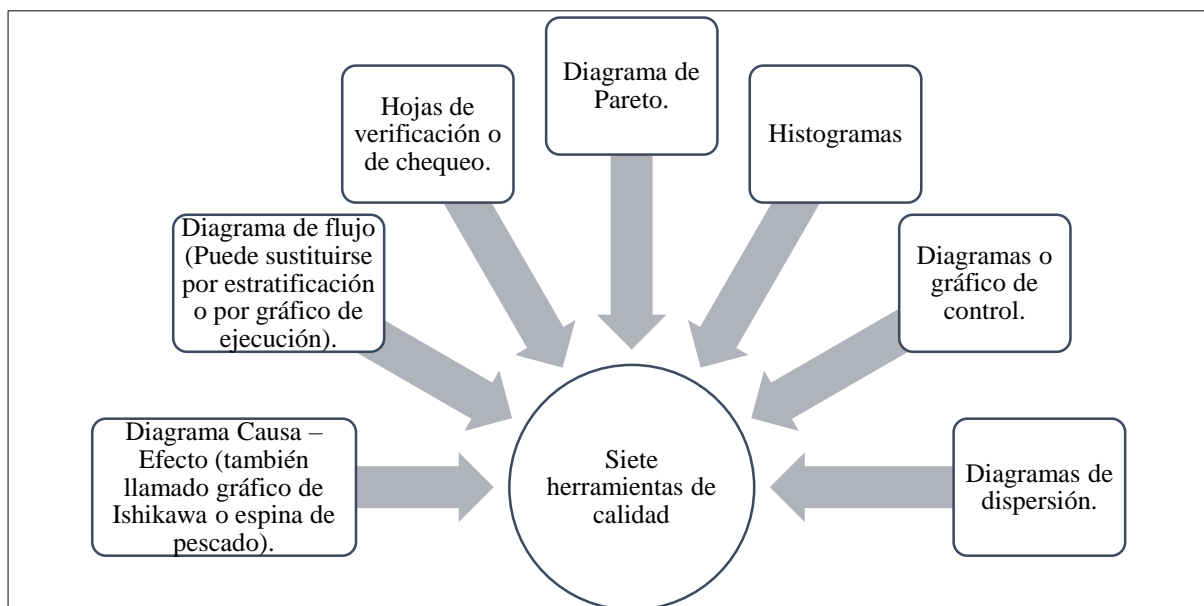 Diagrama de
Pareto.
Hojas de
verificación o
de chequeo.
Histogramas
Diagrama de flujo
(Puede sustituirse
por estratificación
o por gráfico de
ejecución).
Diagramas o
gráfico de
control.
Diagrama Causa –
Efecto (también
llamado gráfico de
Ishikawa o espina de
pescado).
Siete
herramientas de
calidad
Diagramas de
dispersión.